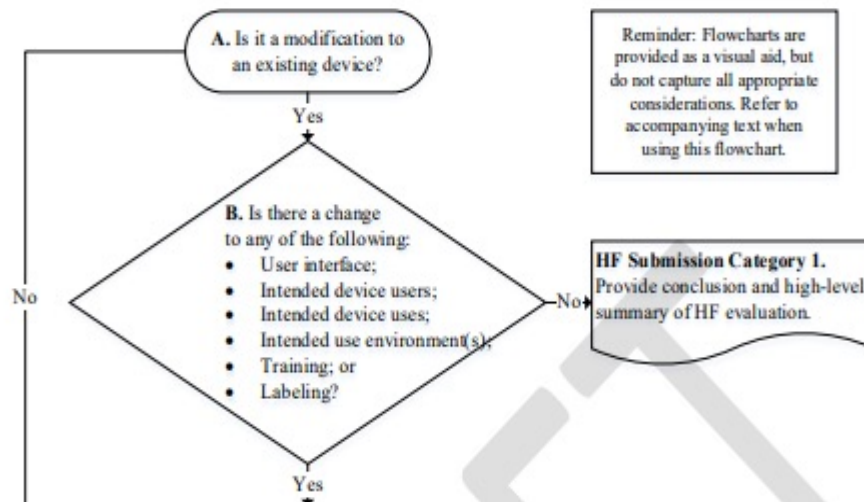 A. Is it a modification to
an existing device?
Reminder: Flowcharts are
provided as a visual aid, but
do not capture all appropriate
considerations. Refer to
accompanying text when
using this flowchart.
Yes
B. Is there a change
to any of the following:
• User interface;
• Intended device users;
• Intended device uses;
• Intended use environment(s);
• Training; or
• Labeling?
No
No
HF Submission Category 1.
Provide conclusion and high-level
summary of HF evaluation.
Yes